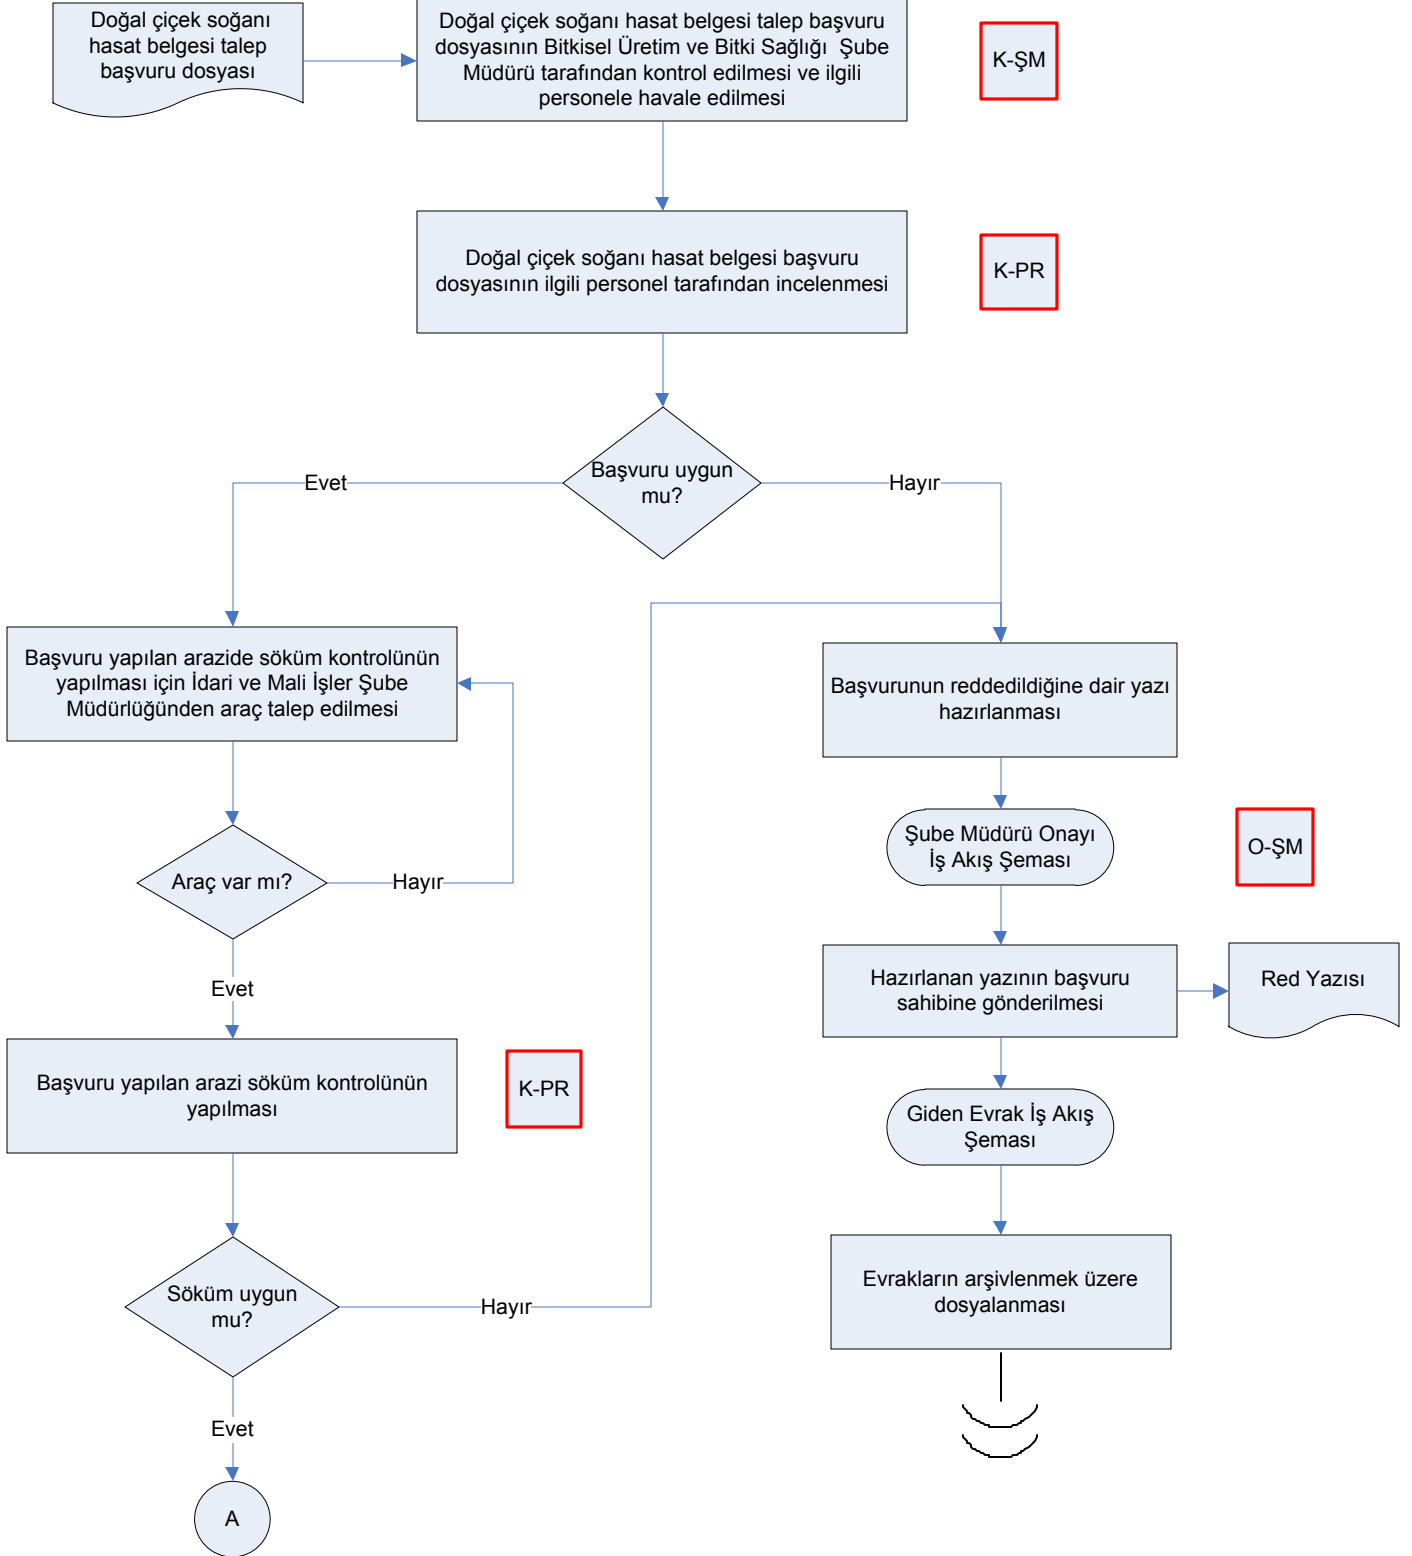 Doğal çiçek soğanı
hasat belgesi talep
başvuru dosyası
Doğal çiçek soğanı hasat belgesi talep başvuru
dosyasının Bitkisel Üretim ve Bitki Sağlığı  Şube
Müdürü tarafından kontrol edilmesi ve ilgili
personele havale edilmesi
K-ŞM
Doğal çiçek soğanı hasat belgesi başvuru
dosyasının ilgili personel tarafından incelenmesi
K-PR
Başvuru uygun
mu?
Evet
Hayır
Başvuru yapılan arazide söküm kontrolünün
yapılması için İdari ve Mali İşler Şube
Müdürlüğünden araç talep edilmesi
Araç var mı?
Hayır
Evet
Başvuru yapılan arazi söküm kontrolünün
yapılması
K-PR
Söküm uygun
mu?
Hayır
Evet
A
Başvurunun reddedildiğine dair yazı
hazırlanması
Şube Müdürü Onayı
İş Akış Şeması
O-ŞM
Hazırlanan yazının başvuru
sahibine gönderilmesi
Red Yazısı
Giden Evrak İş Akış
Şeması
Evrakların arşivlenmek üzere
dosyalanması